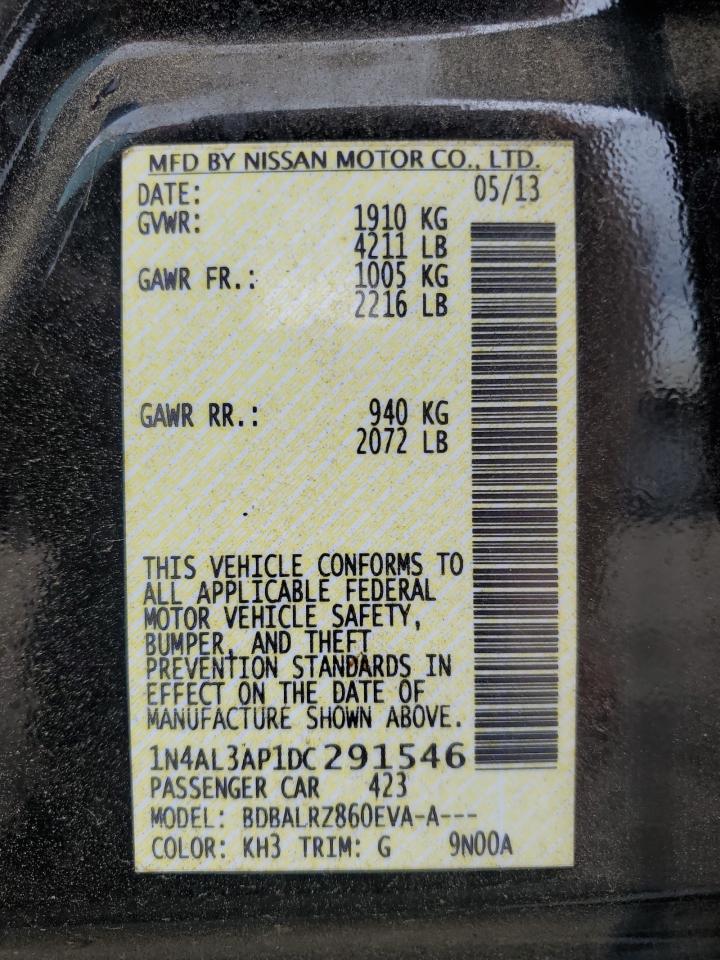 MFD BY NISSAN MOTOR CO., LTD.
DATE: 05/13
GVWR: 1910 KG
4211 LB
GAWR FR.: 1005 KG
2216 LB
GAWR RR.: 940 KG
2072 LB
THIS VEHICLE CONFORMS TO
ALL APPLICABLE FEDERAL
MOTOR VEHICLE SAFETY,
BUMPER, AND THEFT
PREVENTION STANDARDS IN
EFFECT ON THE DATE OF
MANUFACTURE SHOWN ABOVE.
1N4AL3AP1DC291546
PASSENGER CAR 423
MODEL: BDBALRZ860EVA-A---
COLOR: KH3 TRIM: G 9N00A